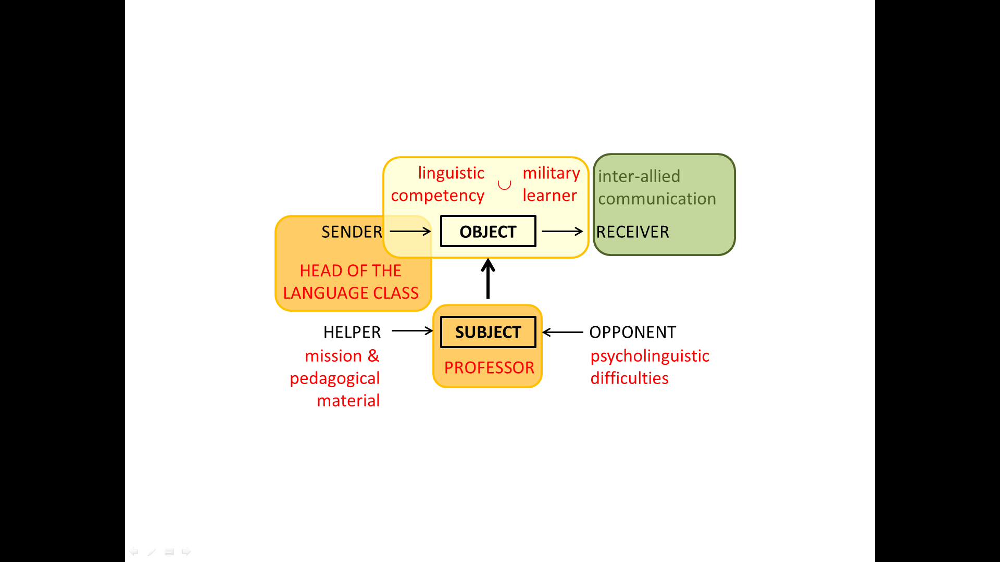 linguistic
competency
military
learner
inter-allied
communication
SENDER
OBJECT
RECEIVER
HEAD OF THE
LANGUAGE CLASS
HELPER
SUBJECT
OPPONENT
mission &
pedagogical
material
PROFESSOR
psycholinguistic
difficulties